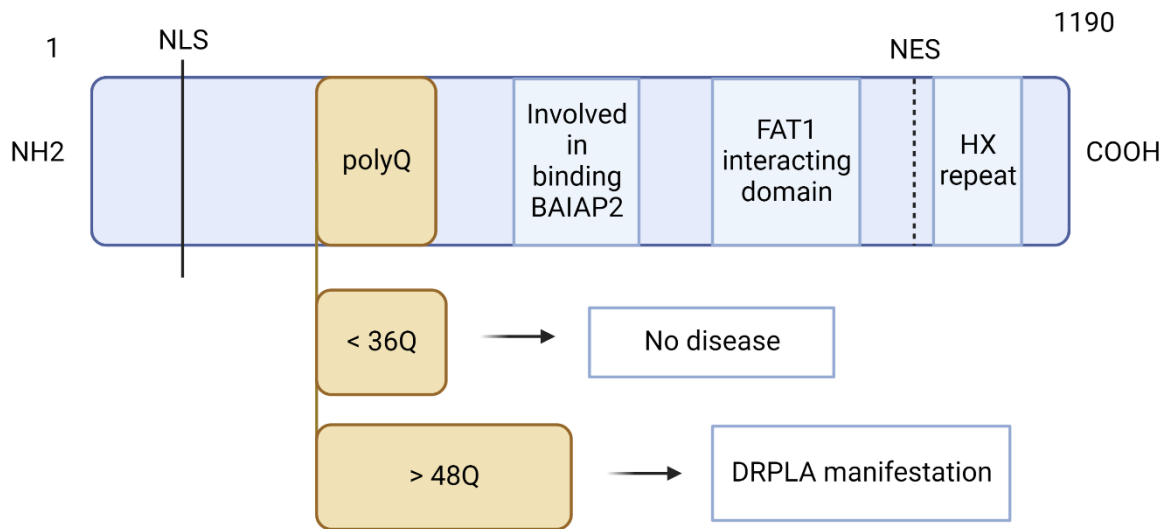 1190
1
NLS
NES
NH2
polyQ
Involved
in
binding
BAIAP2
FAT1
interacting
domain
HX
repeat
COOH
< 36Q
No disease
> 48Q
DRPLA manifestation